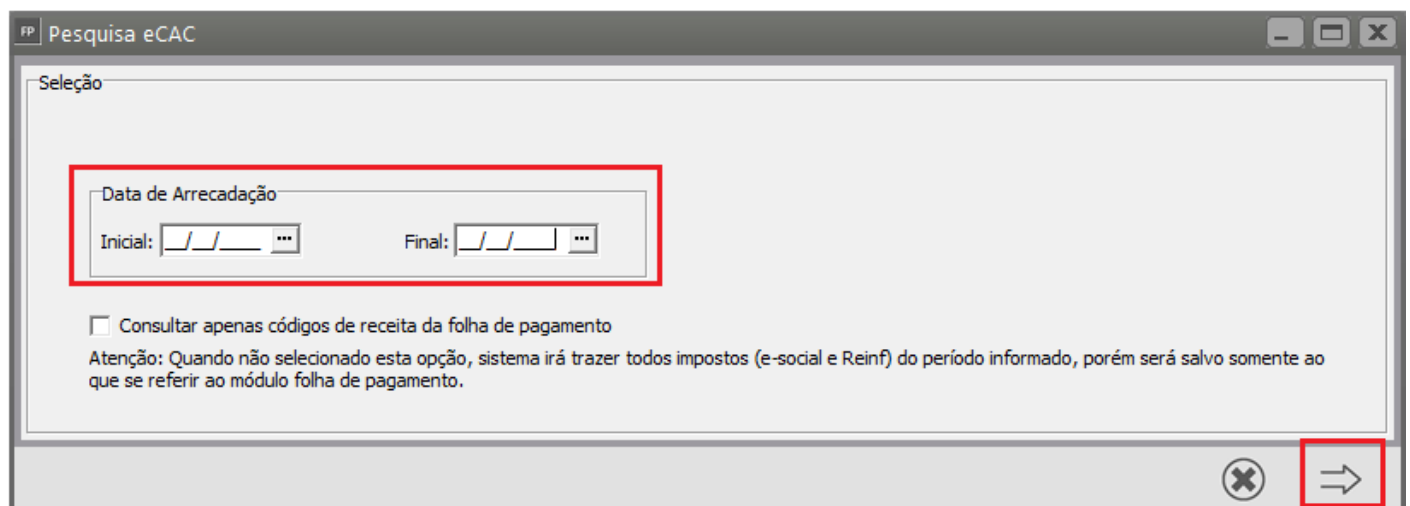 FP Pesquisa eCAC
Seleção
Data de Arrecadação
Inicial: __/__/____ ... Final: __/__/____ ...
Consultar apenas códigos de receita da folha de pagamento
Atenção: Quando não selecionado esta opção, sistema irá trazer todos impostos (e-social e Reinf) do período informado, porém será salvo somente ao
que se referir ao módulo folha de pagamento.